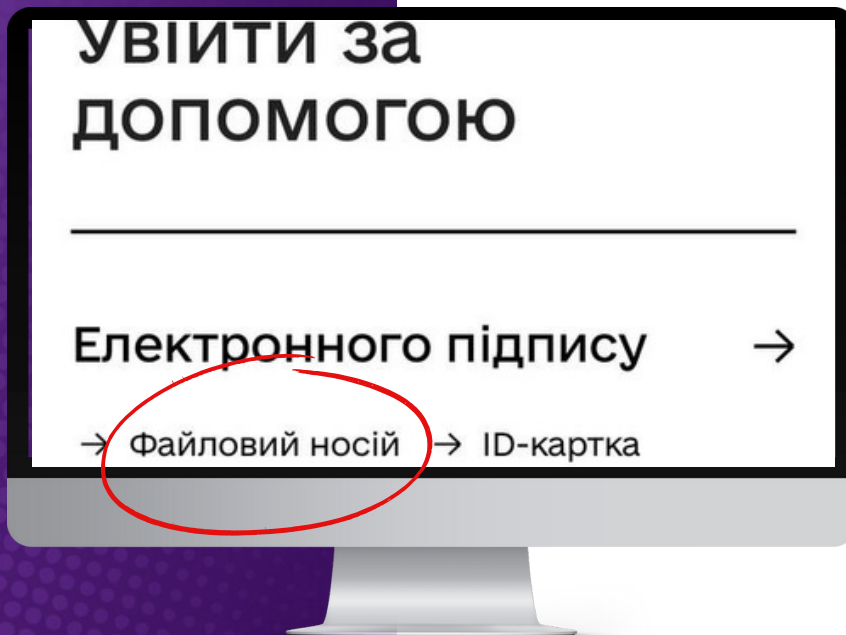 Увійти за
допомогою
Електронного підпису →
→ Файловий носій → ID-картка